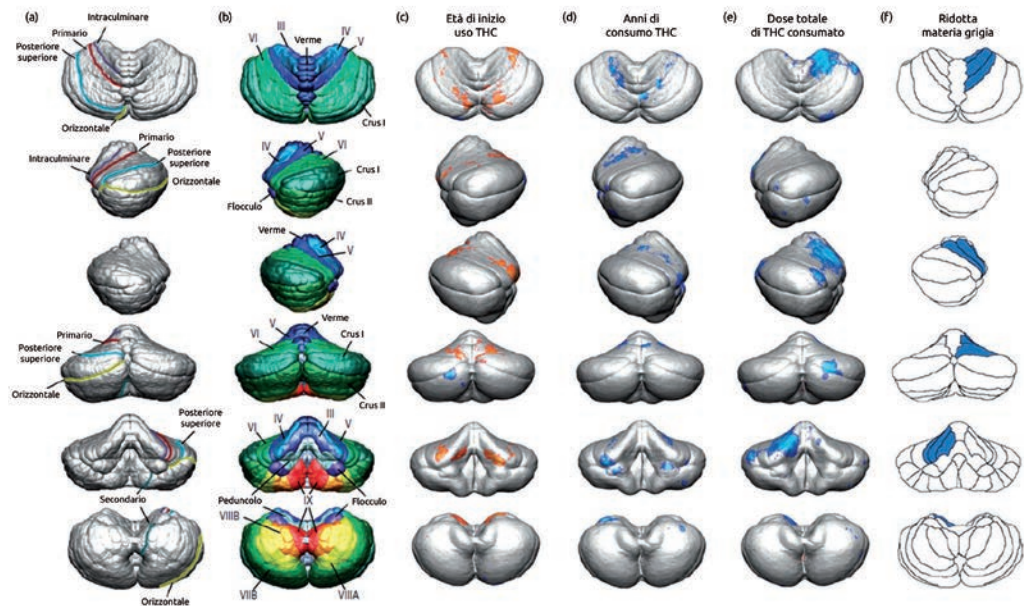 (a)
Intraculminare
Primario
Posteriore
superiore
Orizzontale
(b)
III
VI
Verme
IV
V
Crus I
(c)
Età di inizio
uso THC
(d)
Anni di
consumo THC
(e)
Dose totale
di THC consumato
(f)
Ridotta
materia grigia
Primario
Intraculminare
Posteriore
superiore
Orizzontale
V
IV
VI
Crus I
Crus II
Flocculo
Verme
IV
V
Primario
Posteriore
superiore
Orizzontale
Verme
V
VI
Crus I
Crus II
Posteriore
superiore
Secondario
VI
IV
III
V
Peduncolo
IX
Flocculo
Orizzontale
VIIIB
VIIB
VIIIA